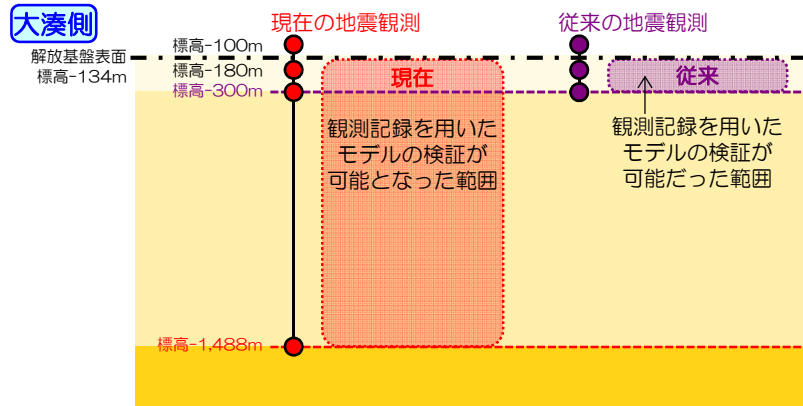 大湊側
現在の地震観測
従来の地震観測
解放基盤表面
標高-134m
標高-100m
標高-180m
標高-300m
現在
従来
観測記録を用いた
モデルの検証が
可能となった範囲
観測記録を用いた
モデルの検証が
可能だった範囲
標高-1,488m